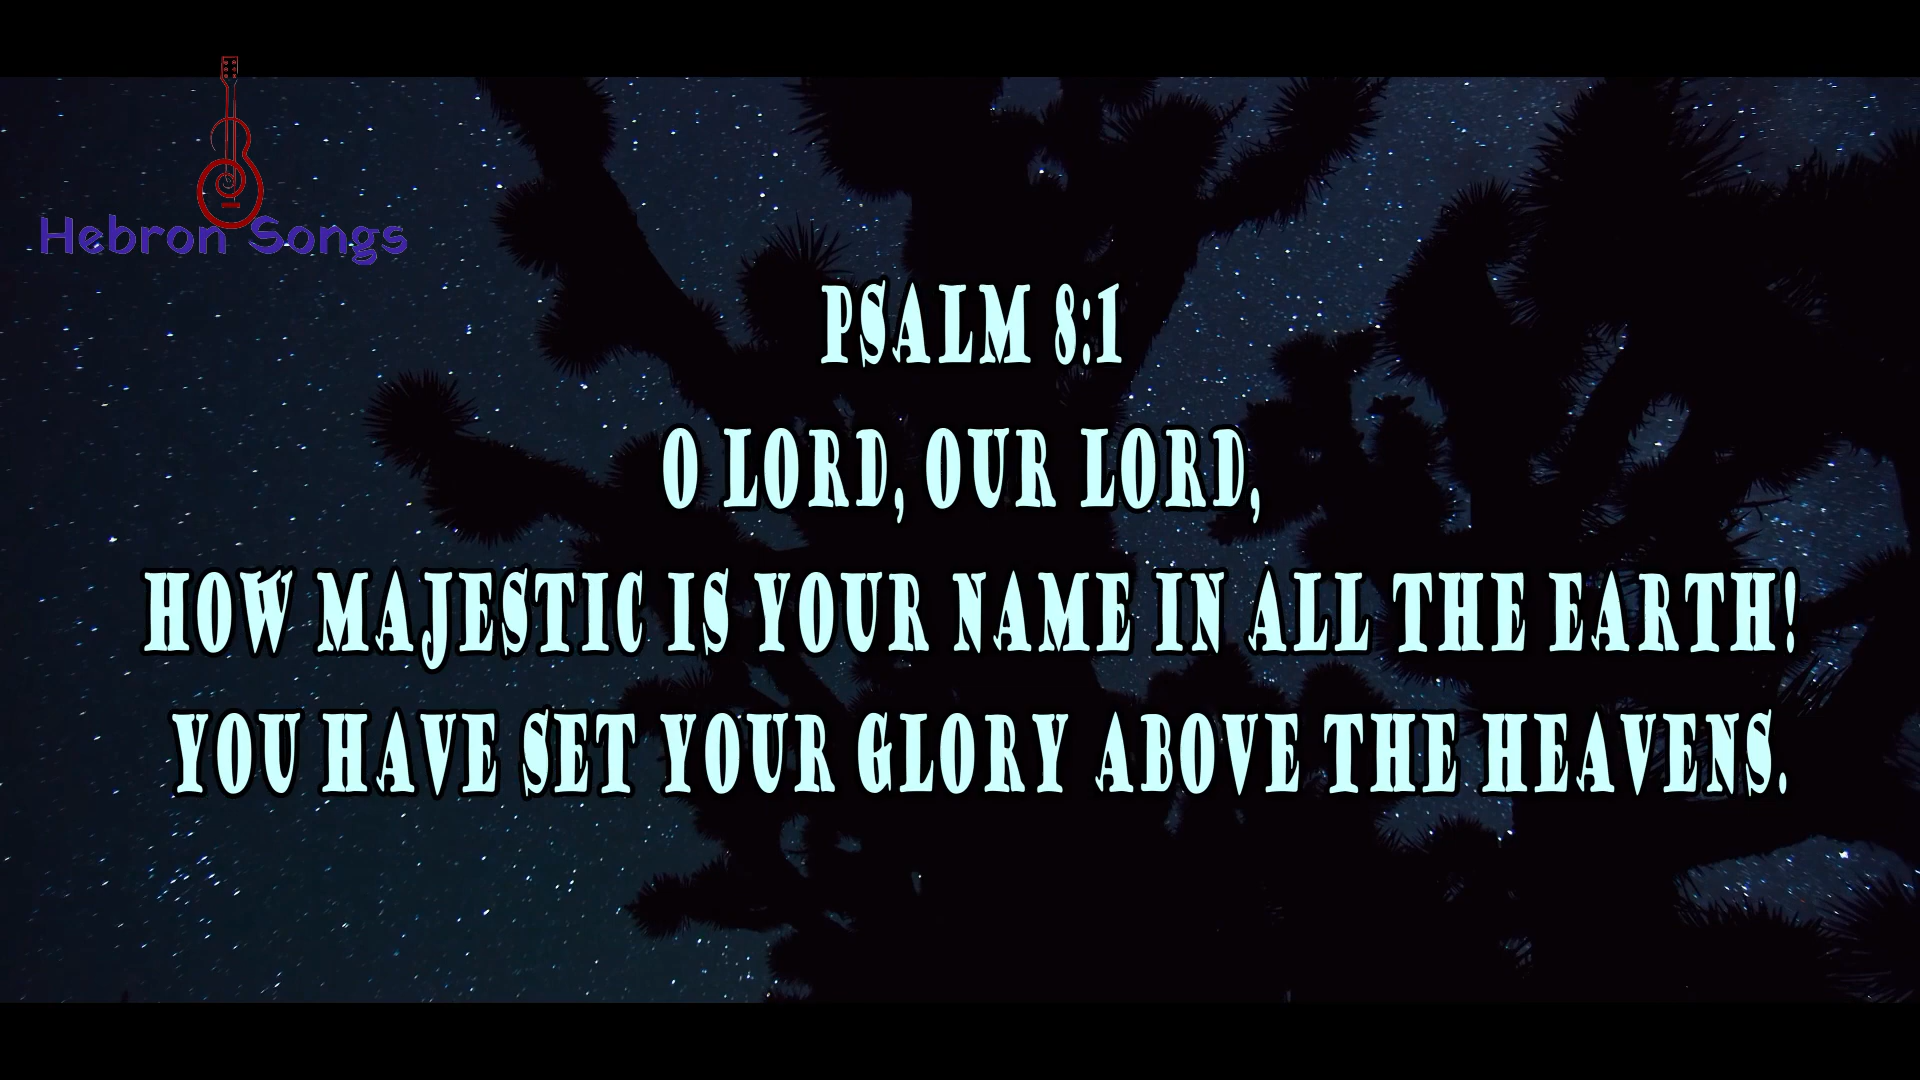 Hebron Songs
PSALM 8:1
O LORD, OUR LORD,
HOW MAJESTIC IS YOUR NAME IN ALL THE EARTH!
YOU HAVE SET YOUR GLORY ABOVE THE HEAVENS.